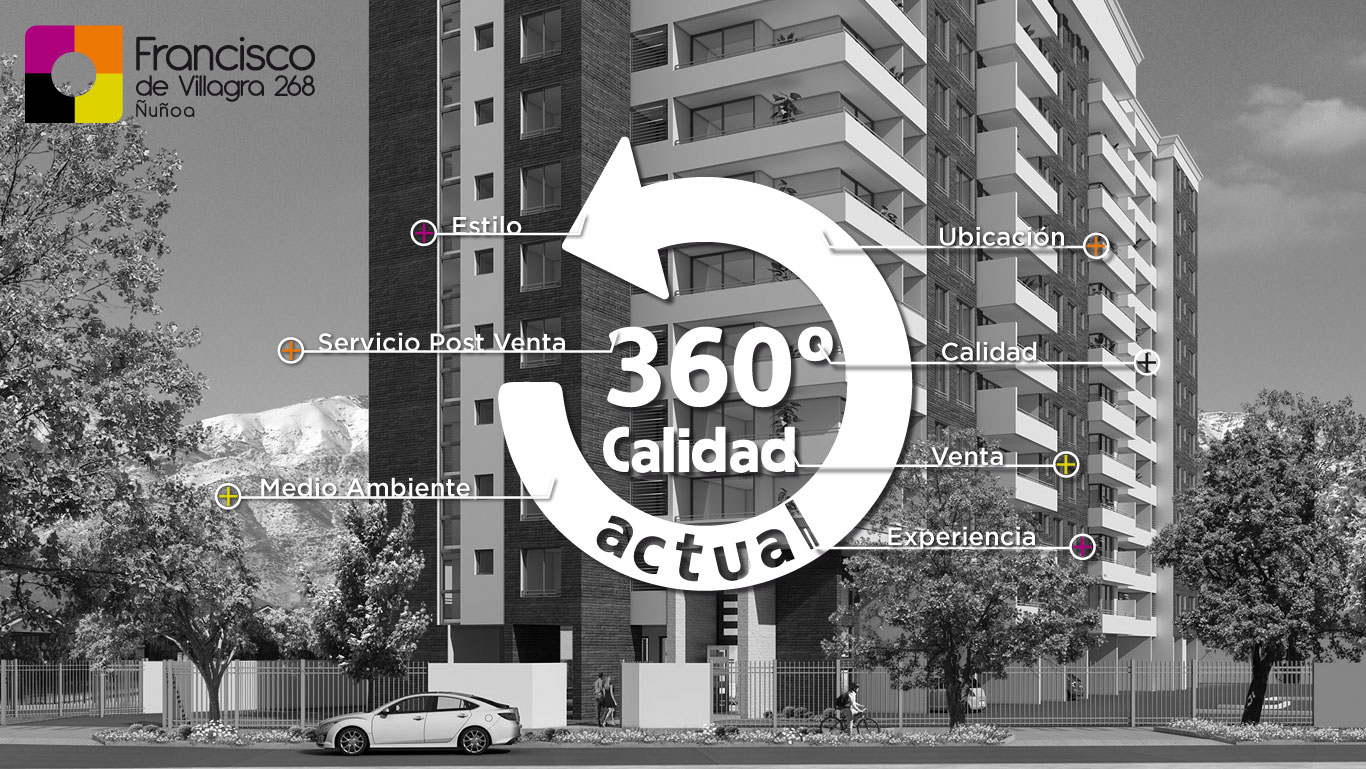 Francisco
de Villagra 268
Ñuñoa
Estilo
Ubicación
Servicio Post Venta
360º
Calidad
Calidad
Venta
Medio Ambiente
actual
Experiencia